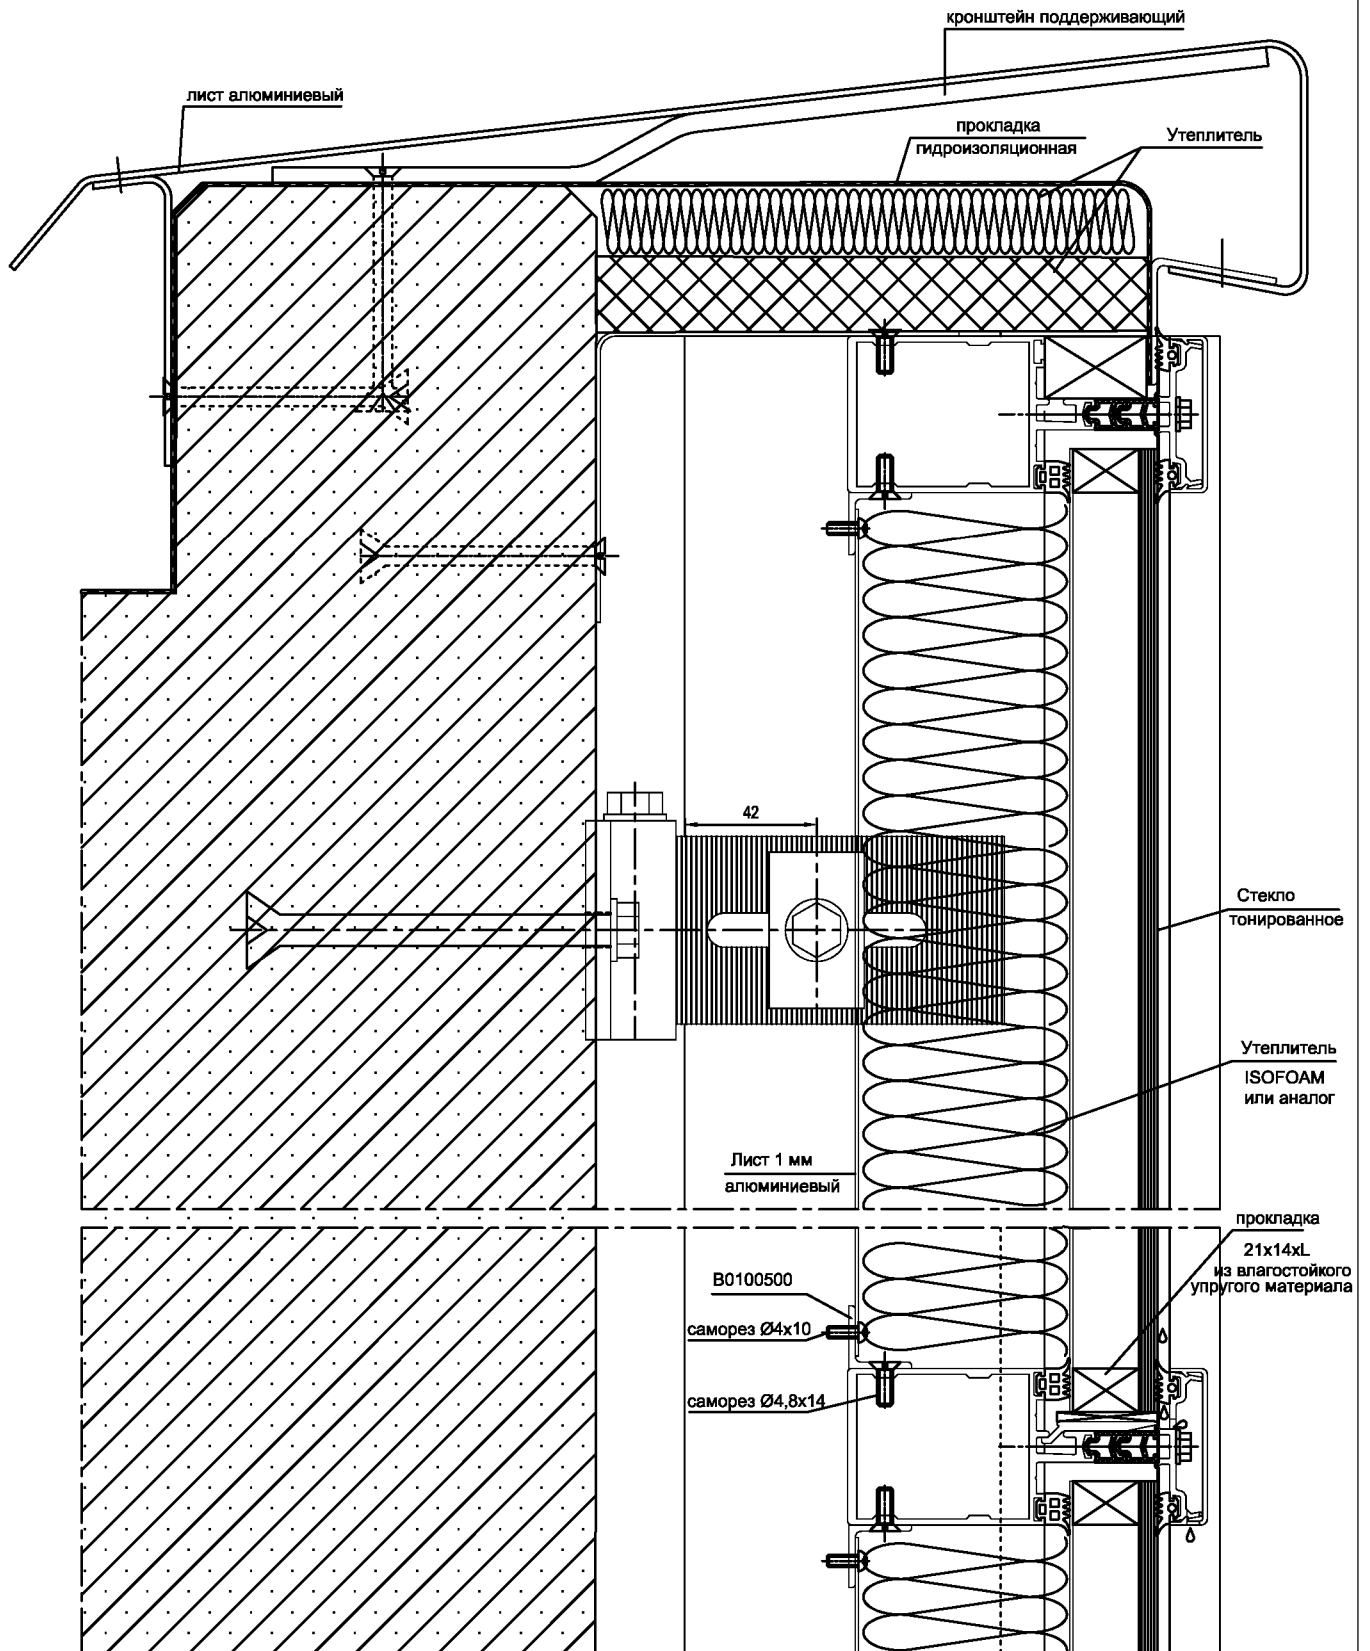 кронштейн поддерживающий
лист алюминиевый
прокладка
гидроизоляционная
Утеплитель
42
Стекло
тонированное
Утеплитель
ISOFOAM
или аналог
Лист 1 мм
алюминиевый
прокладка
21x14xL
из влагостойкого
упругого материала
B0100500
саморез Ø4x10
саморез Ø4,8x14